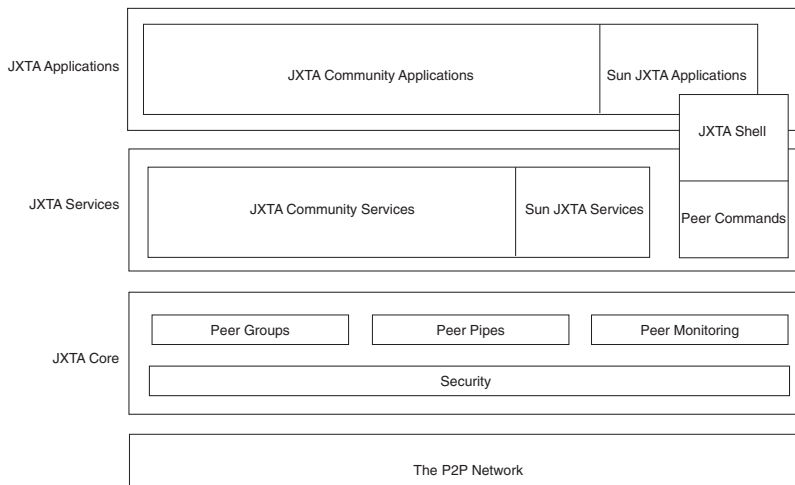 JXTA Applications
JXTA Community Applications
Sun JXTA Applications
JXTA Shell
JXTA Services
JXTA Community Services
Sun JXTA Services
Peer Commands
JXTA Core
Peer Groups
Peer Pipes
Peer Monitoring
Security
The P2P Network